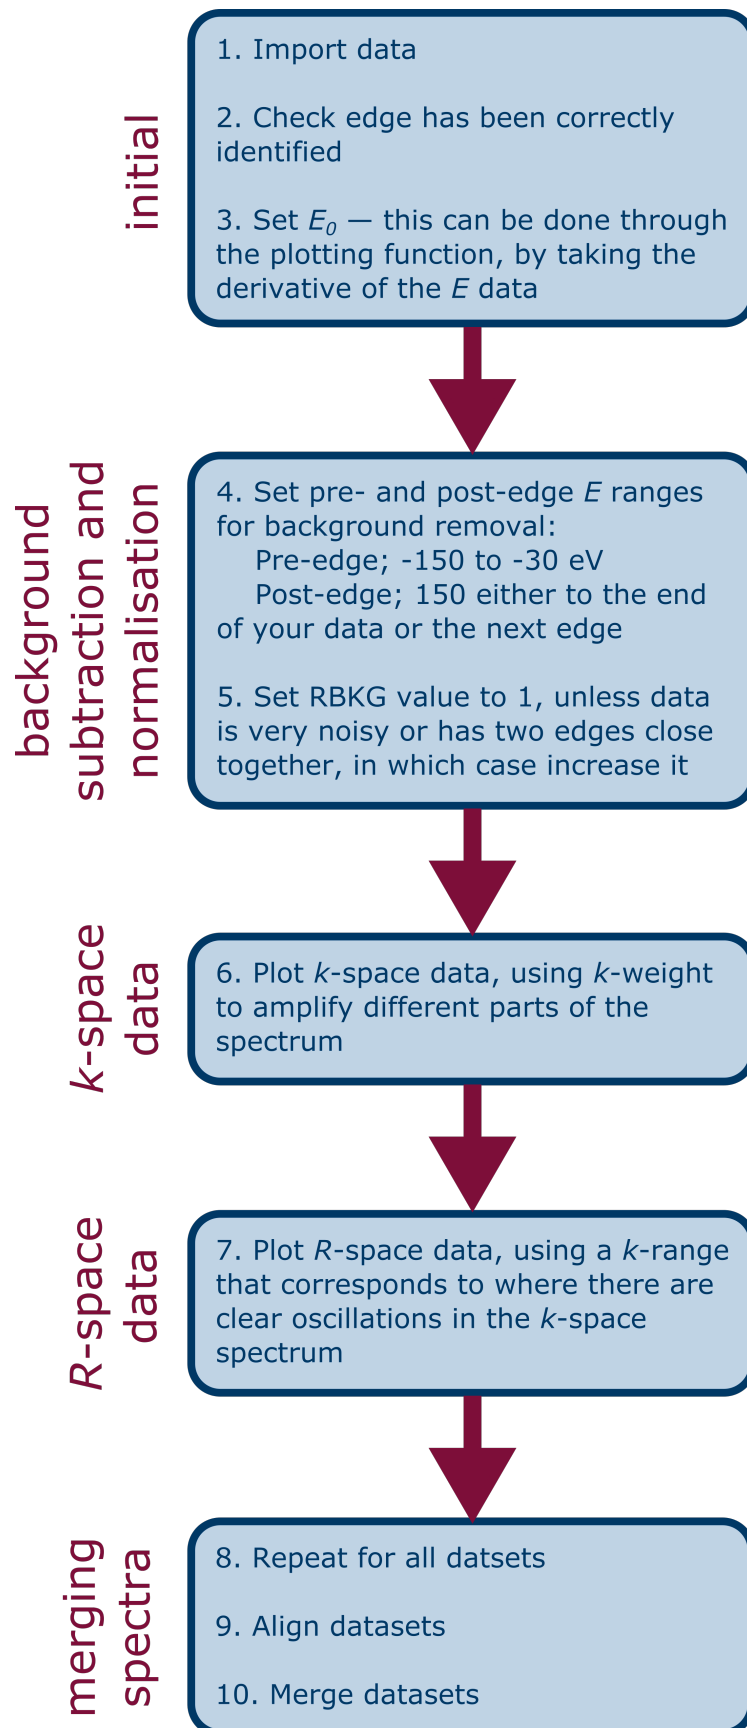 initial
1. Import data
2. Check edge has been correctly
identified
3. Set E0 — this can be done through
the plotting function, by taking the
derivative of the E data
background
subtraction and
normalisation
4. Set pre- and post-edge E ranges
for background removal:
Pre-edge; -150 to -30 eV
Post-edge; 150 either to the end
of your data or the next edge
5. Set RBKG value to 1, unless data
is very noisy or has two edges close
together, in which case increase it
k-space
data
6. Plot k-space data, using k-weight
to amplify different parts of the
spectrum
R-space
data
7. Plot R-space data, using a k-range
that corresponds to where there are
clear oscillations in the k-space
spectrum
merging
spectra
8. Repeat for all datsets
9. Align datasets
10. Merge datasets